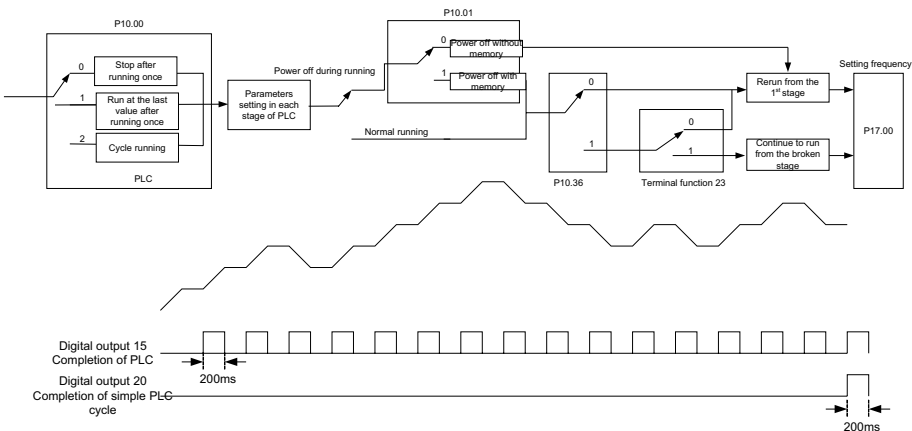 P10.00
0
Stop after
running once
1
Run at the last
value after
running once
2
Cycle running
PLC
Parameters
setting in each
stage of PLC
Power off during running
Normal running
P10.01
0
Power off without
memory
1
Power off with
memory
0
1
P10.36
0
1
Terminal function 23
Rerun from the
1st stage
Continue to run
from the broken
stage
Setting frequency
P17.00
Digital output 15
Completion of PLC
200ms
Digital output 20
Completion of simple PLC
cycle
200ms